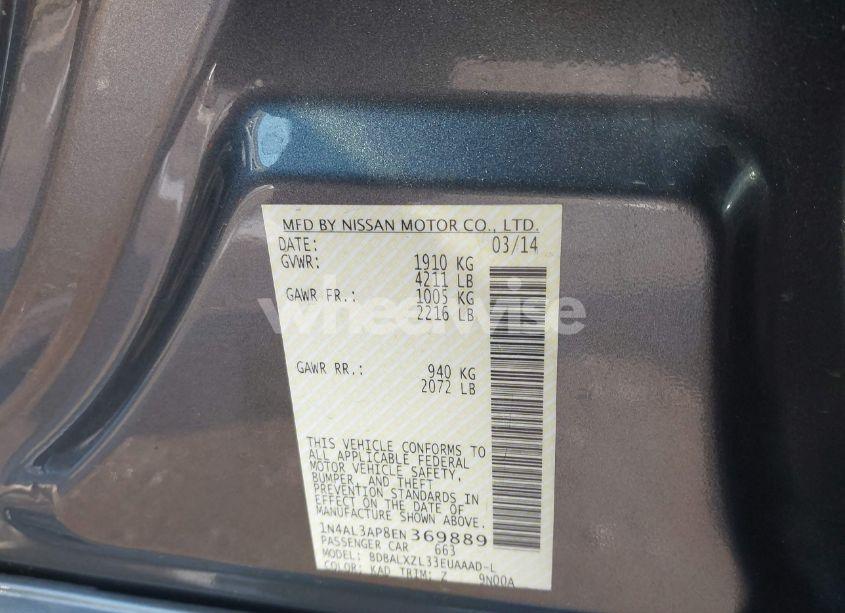 MFD BY NISSAN MOTOR CO., LTD.
DATE: 03/14
GVWR: 1910 KG
4211 LB
GAWR FR.: 1005 KG
2216 LB
wheelwise
GAWR RR.: 940 KG
2072 LB
THIS VEHICLE CONFORMS TO
ALL APPLICABLE FEDERAL
MOTOR VEHICLE SAFETY,
BUMPER, AND THEFT
PREVENTION STANDARDS IN
EFFECT ON THE DATE OF
MANUFACTURE SHOWN ABOVE.
1N4AL3AP8EN369889
PASSENGER CAR 663
MODEL: BDBALXZL33EUAAAD-L
COLOR: KAD TRIM: Z 9N00A